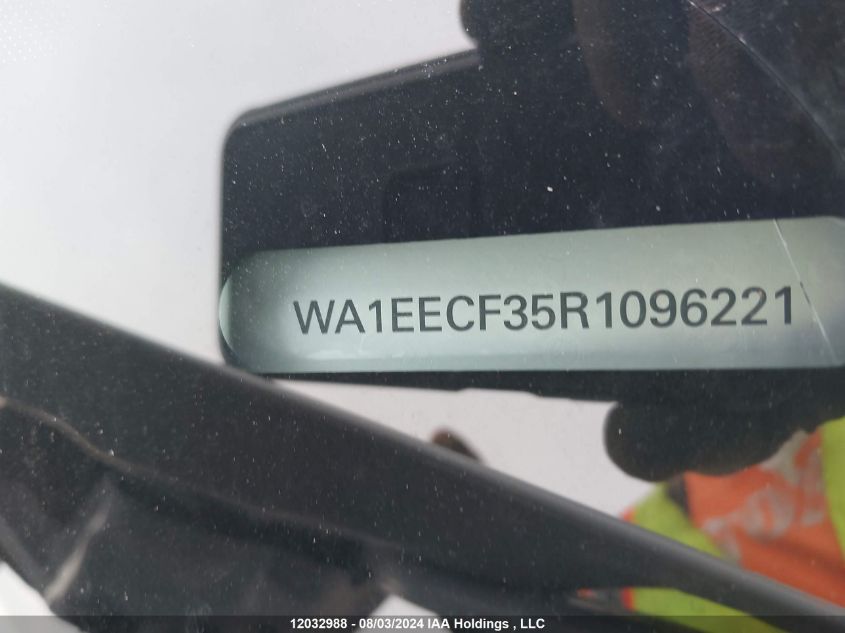 WA1EECF35R1096221
12032988 - 08/03/2024 IAA Holdings , LLC